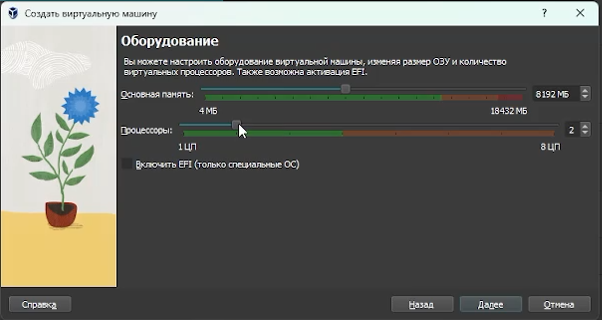 Создать виртуальную машину
Оборудование
Вы можете настроить оборудование виртуальной машины, изменяя размер ОЗУ и количество
виртуальных процессоров. Также возможна активация EFI.
Основная память:
8192 МБ
4 МБ
18432 МБ
Процессоры:
2
1 ЦП
8 ЦП
Включить EFI (только специальные ОС)
Справка
Назад
Далее
Отмена